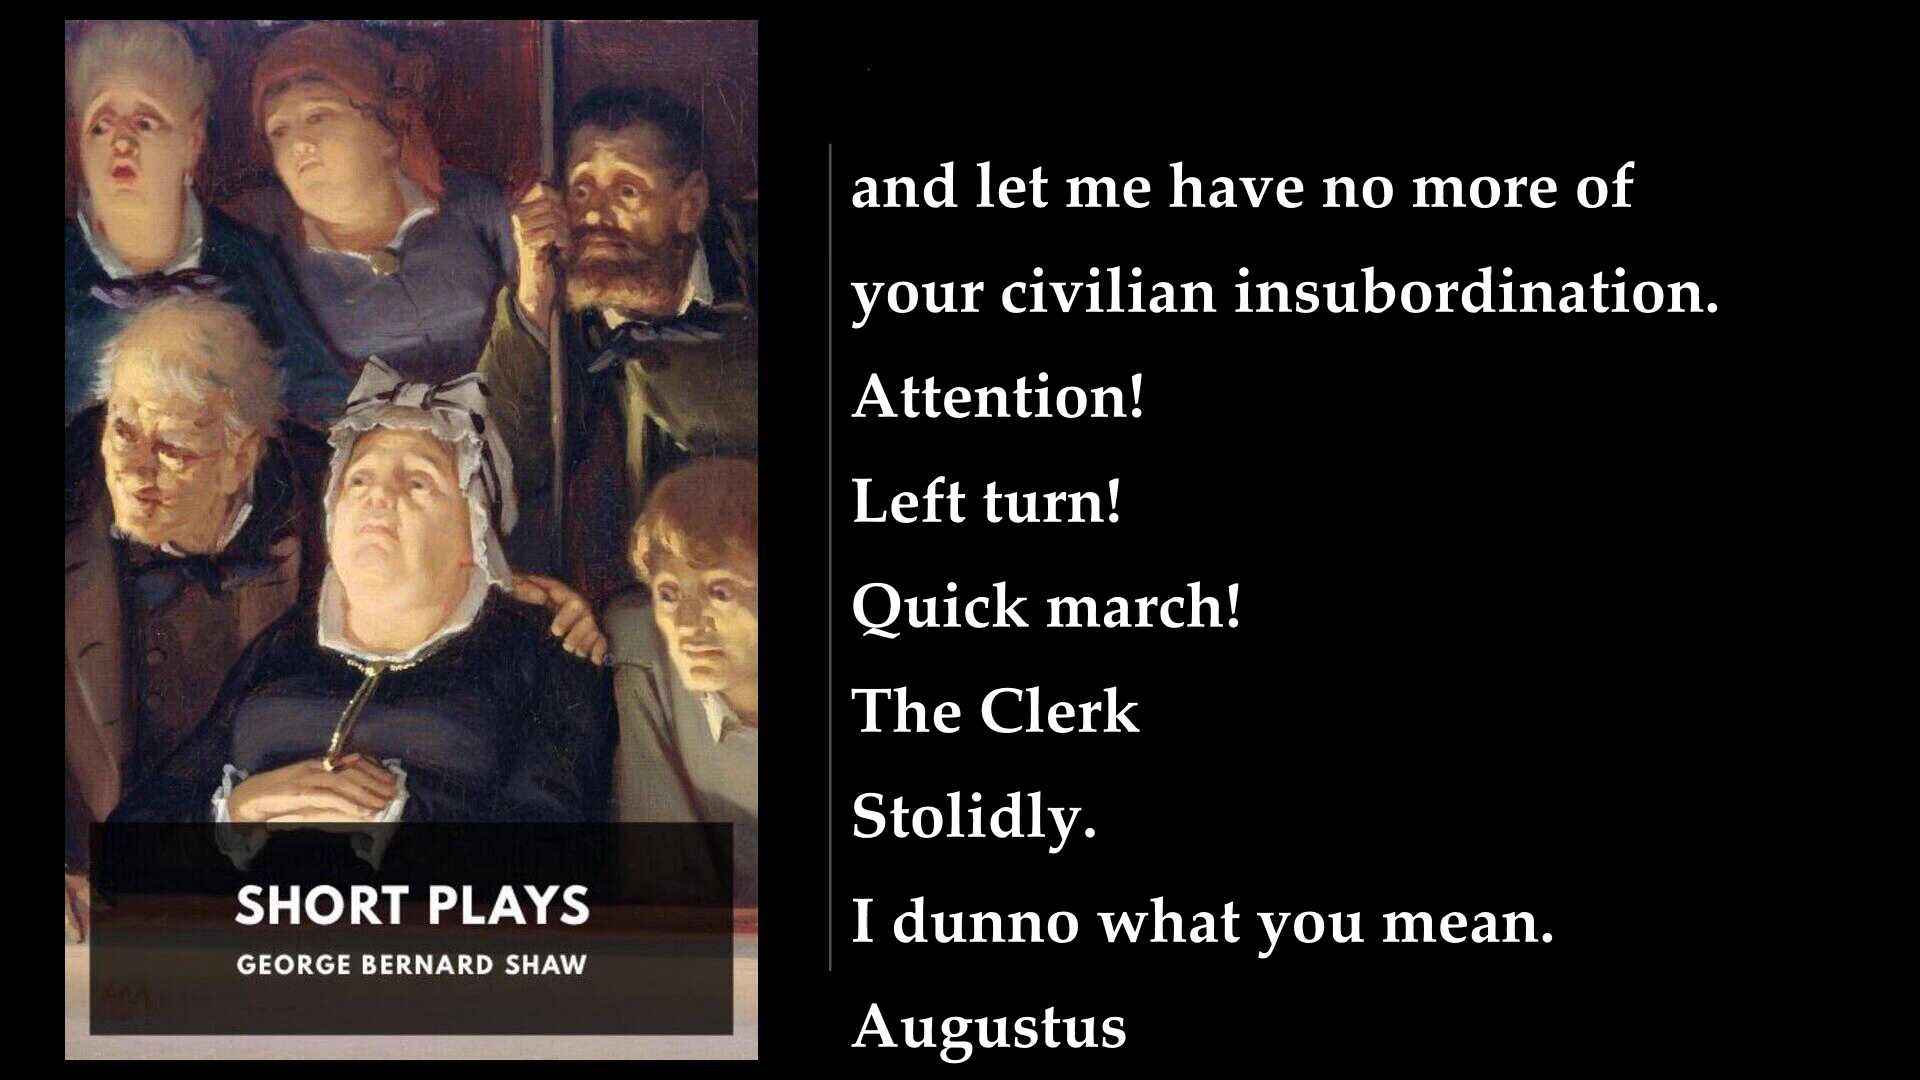 and let me have no more of
your civilian insubordination.
Attention!
Left turn!
Quick march!
The Clerk
Stolidly.
I dunno what you mean.
Augustus
SHORT PLAYS
GEORGE BERNARD SHAW